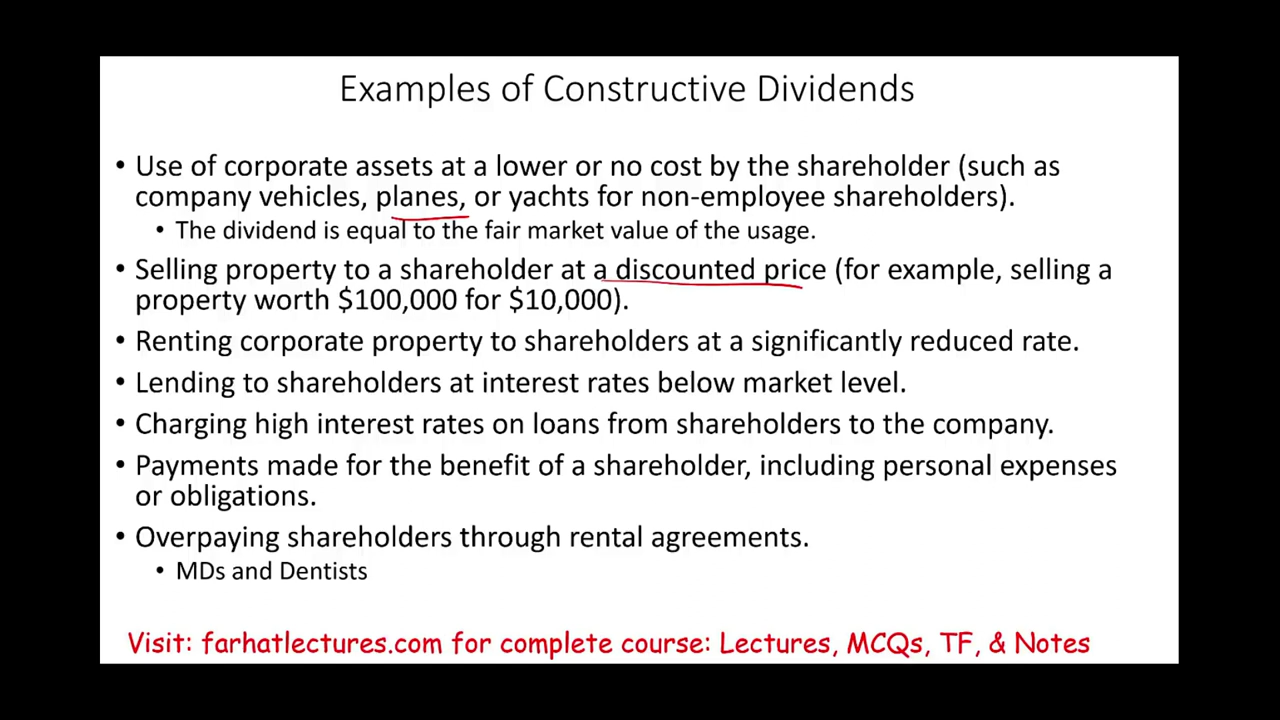 Examples of Constructive Dividends
• Use of corporate assets at a lower or no cost by the shareholder (such as
company vehicles, planes, or yachts for non-employee shareholders).
• The dividend is equal to the fair market value of the usage.
• Selling property to a shareholder at a discounted price (for example, selling a
property worth $100,000 for $10,000).
• Renting corporate property to shareholders at a significantly reduced rate.
• Lending to shareholders at interest rates below market level.
• Charging high interest rates on loans from shareholders to the company.
• Payments made for the benefit of a shareholder, including personal expenses
or obligations.
• Overpaying shareholders through rental agreements.
• MDs and Dentists
Visit: farhatlectures.com for complete course: Lectures, MCQs, TF, & Notes